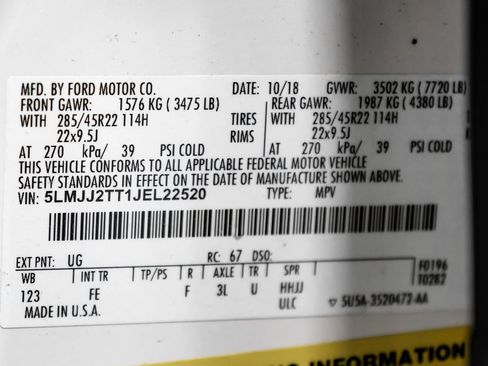 MFD. BY FORD MOTOR CO. DATE: 10/18 GVWR: 3502 KG ( 7720 LB)
FRONT GAWR: 1576 KG ( 3475 LB) REAR GAWR: 1987 KG ( 4380 LB)
WITH 285/45R22 114H TIRES WITH 285/45R22 114H
22x9.5J RIMS 22x9.5J
AT 270 kPa/ 39 PSI COLD AT 270 kPa/ 39 PSI COLD
THIS VEHICLE CONFORMS TO ALL APPLICABLE FEDERAL MOTOR VEHICLE
SAFETY STANDARDS IN EFFECT ON THE DATE OF MANUFACTURE SHOWN ABOVE.
VIN: 5LMJJ2TT1JEL22520 TYPE: MPV
EXT PNT: UG RC: 67 DSO: F0196
WB INT TR TP/PS R AXLE TR SPR T0282
123 FE F 3L U HHJJ
MADE IN U.S.A. ULC 5U5A-3520472-AA
INFORMATION